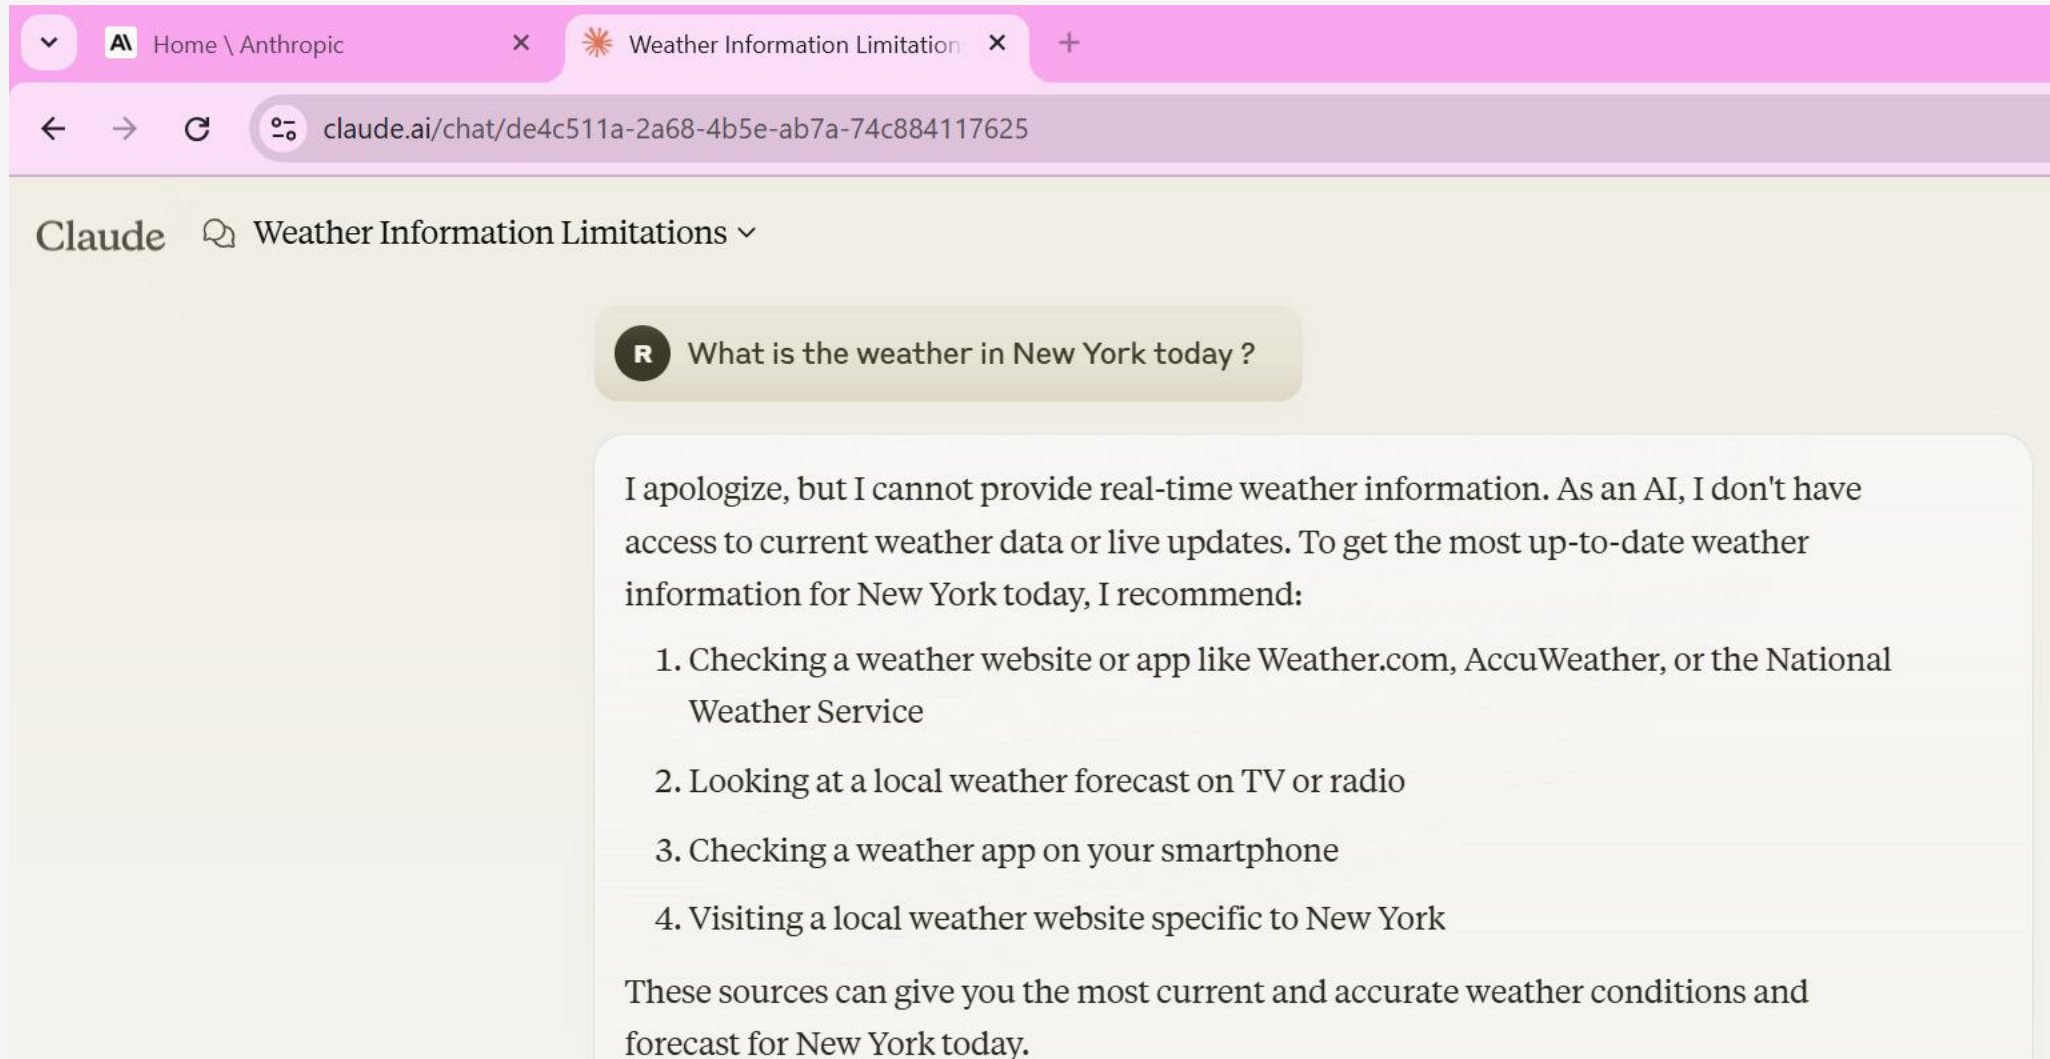 Home \ Anthropic
Weather Information Limitation
claude.ai/chat/de4c511a-2a68-4b5e-ab7a-74c884117625
Claude
Weather Information Limitations
R What is the weather in New York today ?
I apologize, but I cannot provide real-time weather information. As an AI, I don't have
access to current weather data or live updates. To get the most up-to-date weather
information for New York today, I recommend:
1. Checking a weather website or app like Weather.com, AccuWeather, or the National
Weather Service
2. Looking at a local weather forecast on TV or radio
3. Checking a weather app on your smartphone
4. Visiting a local weather website specific to New York
These sources can give you the most current and accurate weather conditions and
forecast for New York today.